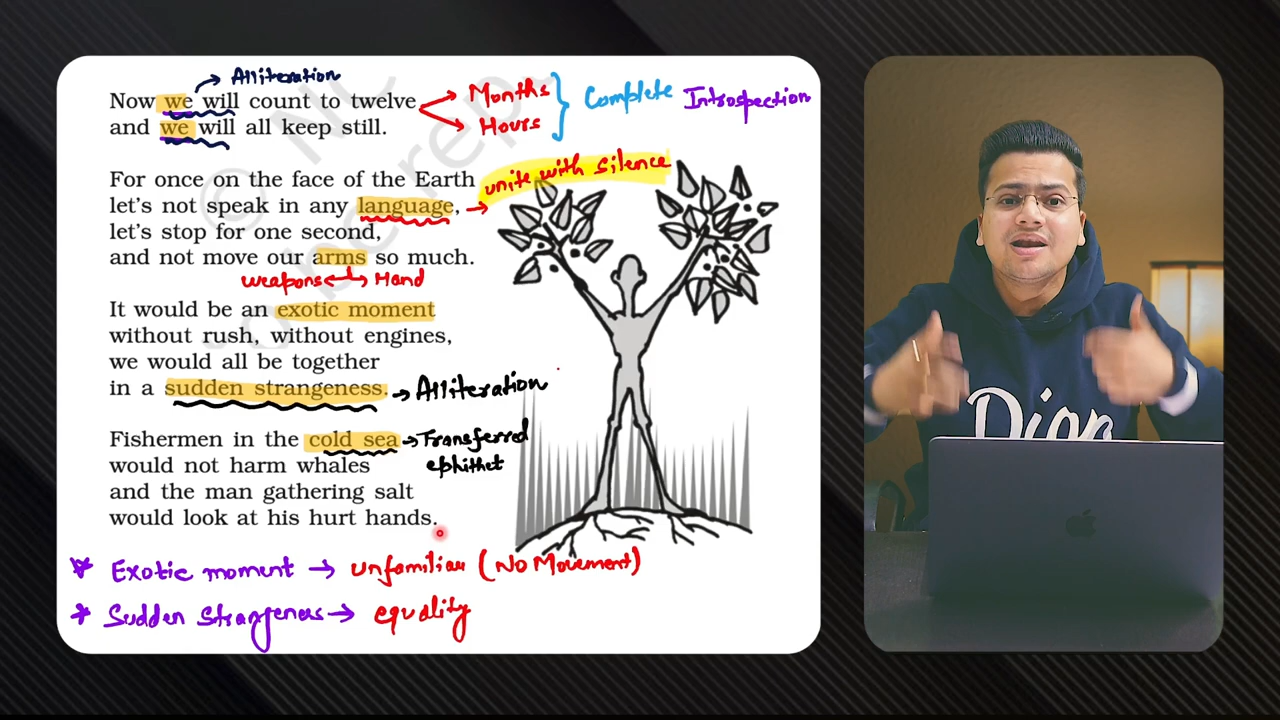 Alliteration
Now we will count to twelve
Months
Hours
Complete Introspection
and we will all keep still.
unite with silence
For once on the face of the Earth
let's not speak in any language,
let's stop for one second,
and not move our arms so much.
weapons Hand
It would be an exotic moment
without rush, without engines,
we would all be together
in a sudden strangeness. Alliteration
Fishermen in the cold sea Transferred
ephithet
would not harm whales
and the man gathering salt
would look at his hurt hands.
Exotic moment → unfamiliar (No Movement)
Sudden Strangeness → equality